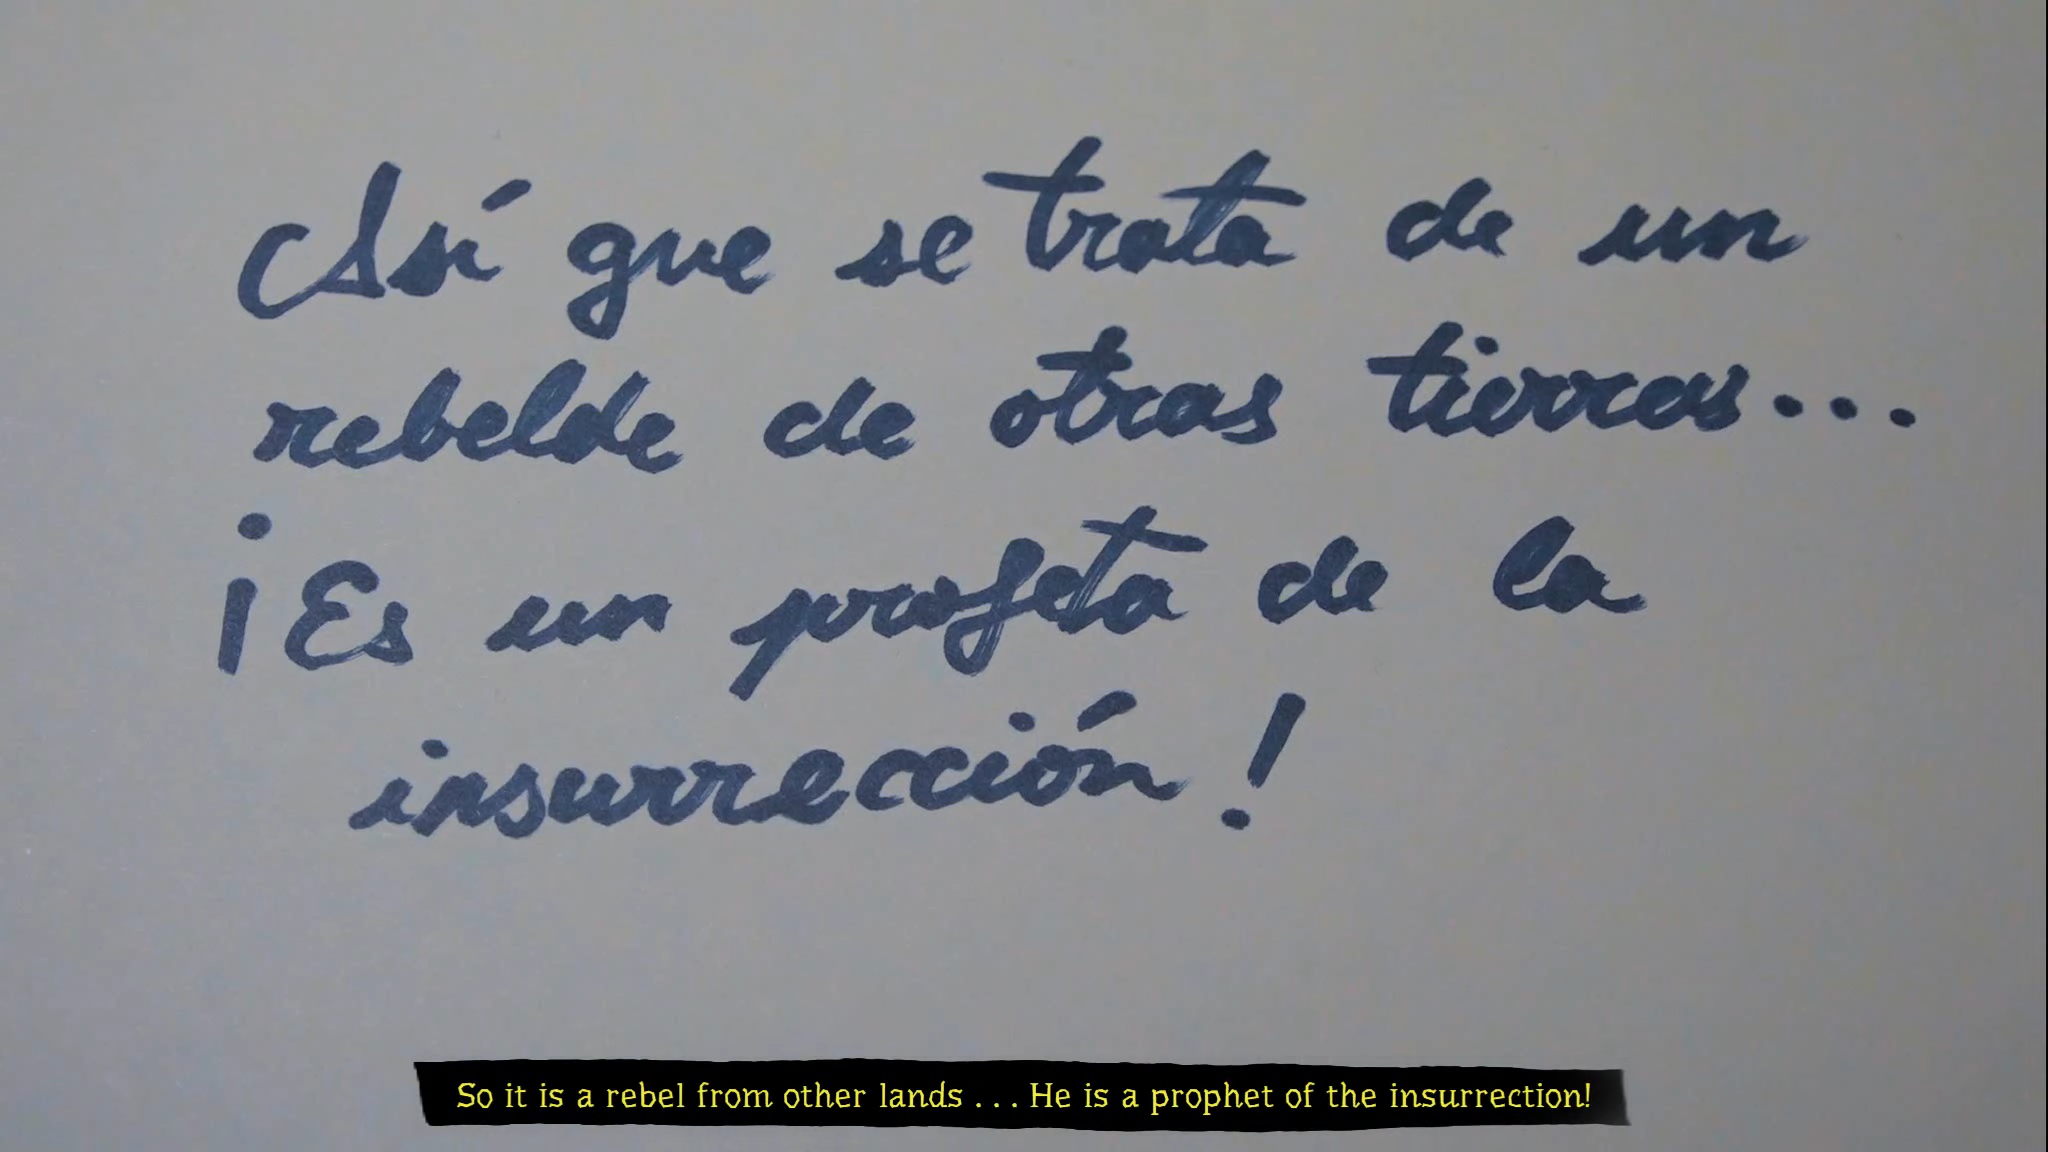 Así que se trata de un
rebelde de otras tierras...
¡Es un profeta de la
insurrección!
So it is a rebel from other lands . . . He is a prophet of the insurrection!